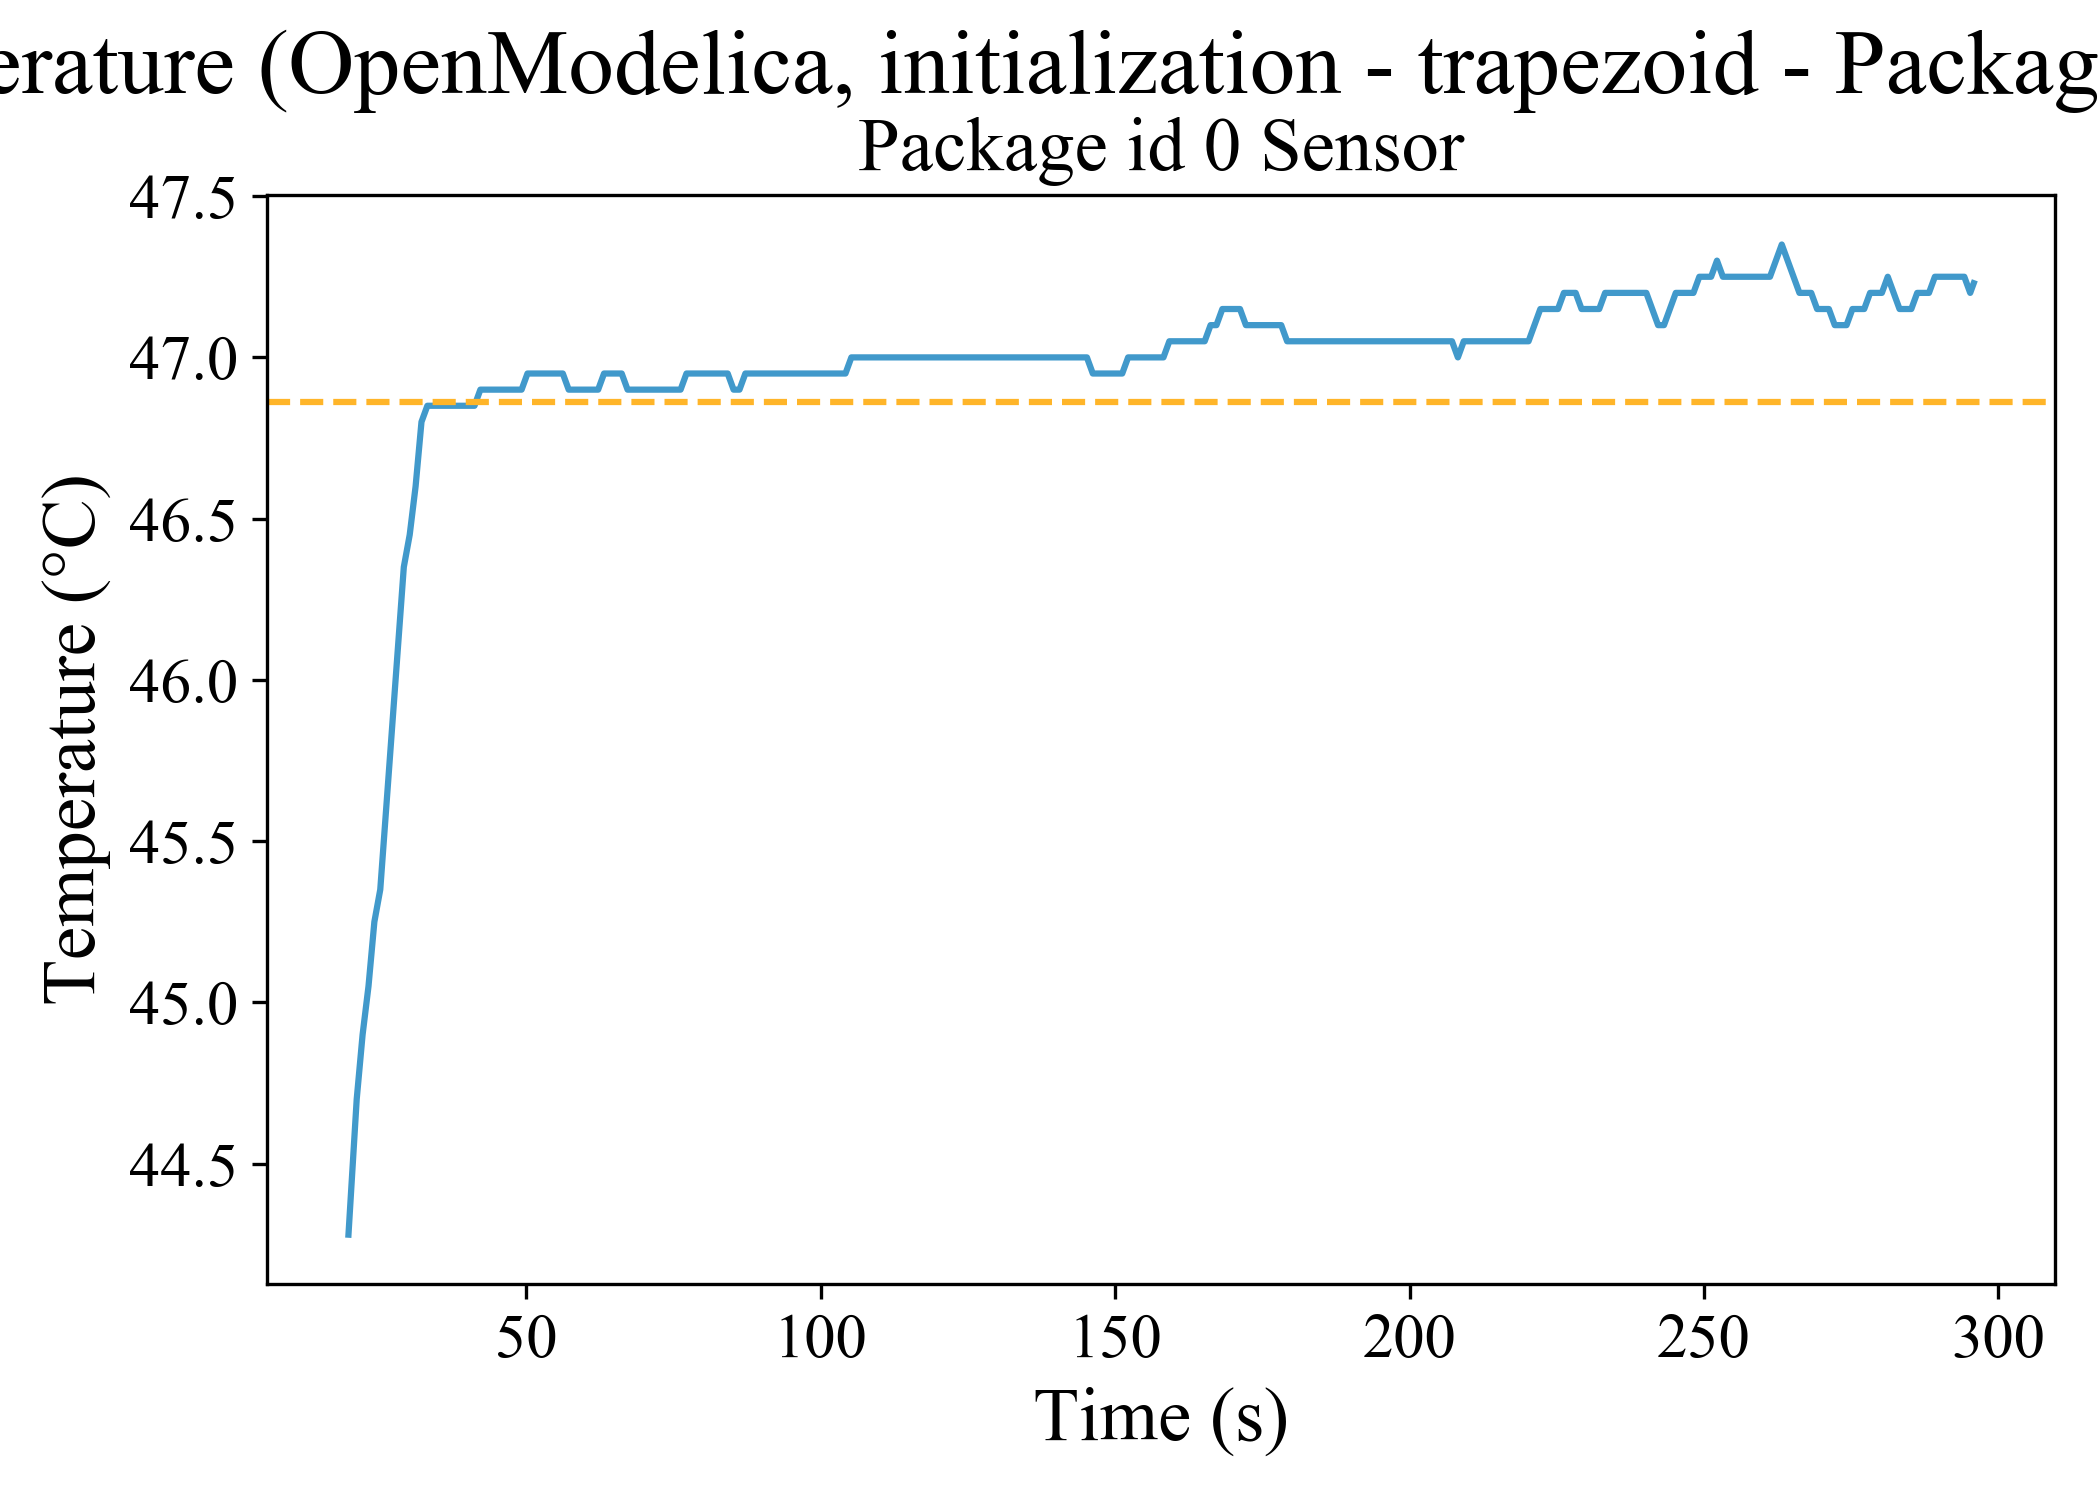 erature (OpenModelica, initialization - trapezoid - Packag
Package id 0 Sensor
47.5
47.0
46.5
46.0
45.5
45.0
44.5
Temperature (°C)
50 100 150 200 250 300
Time (s)